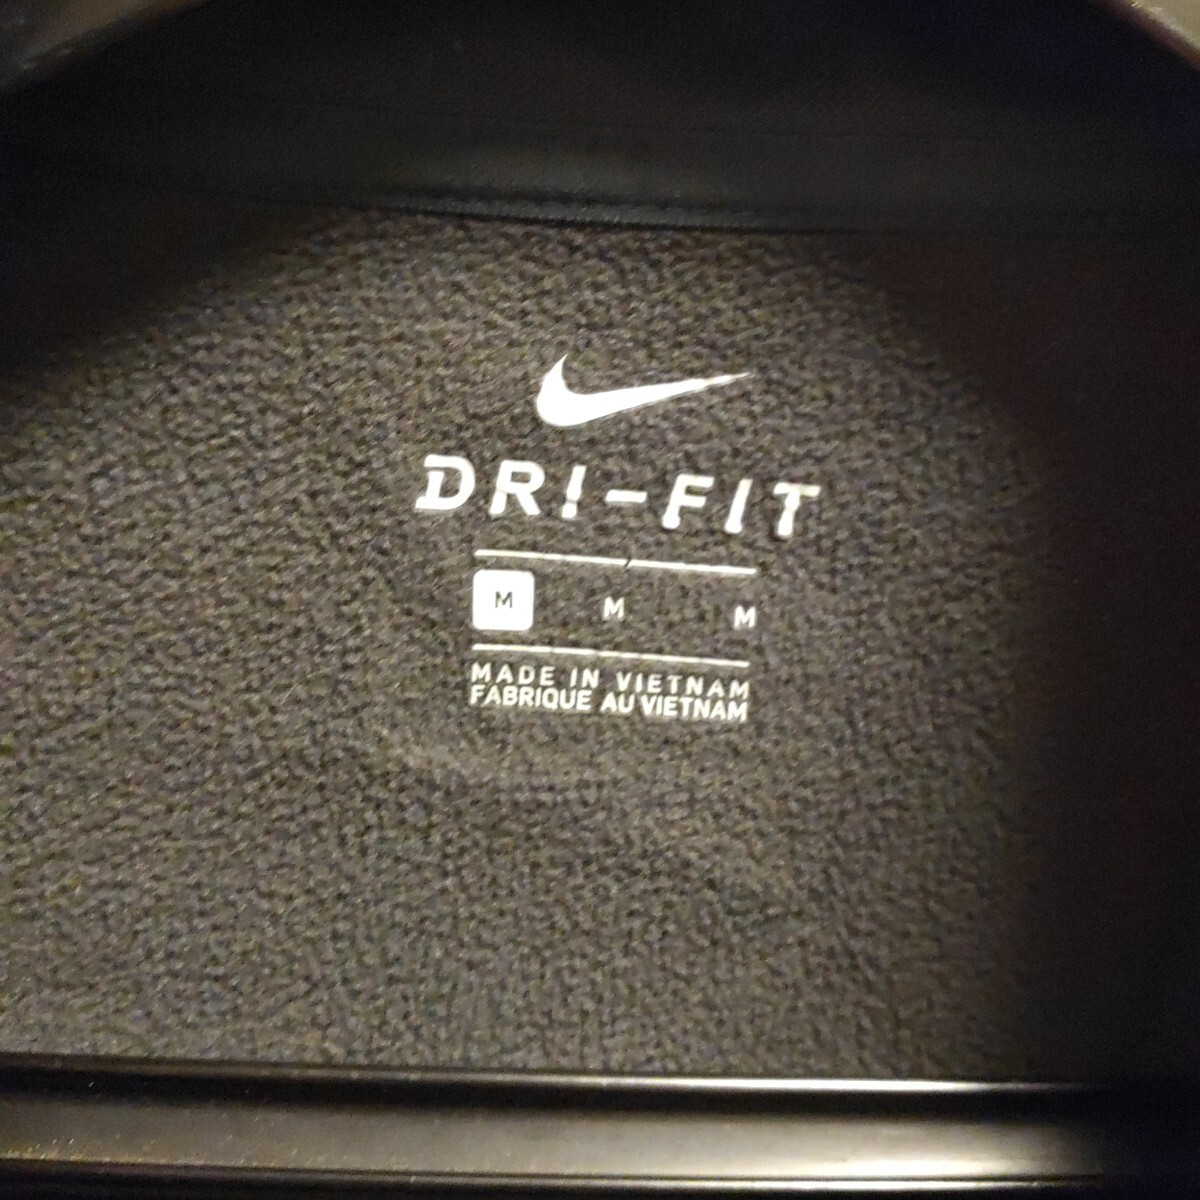 DRI-FIT
M M M
MADE IN VIETNAM
FABRIQUE AU VIETNAM